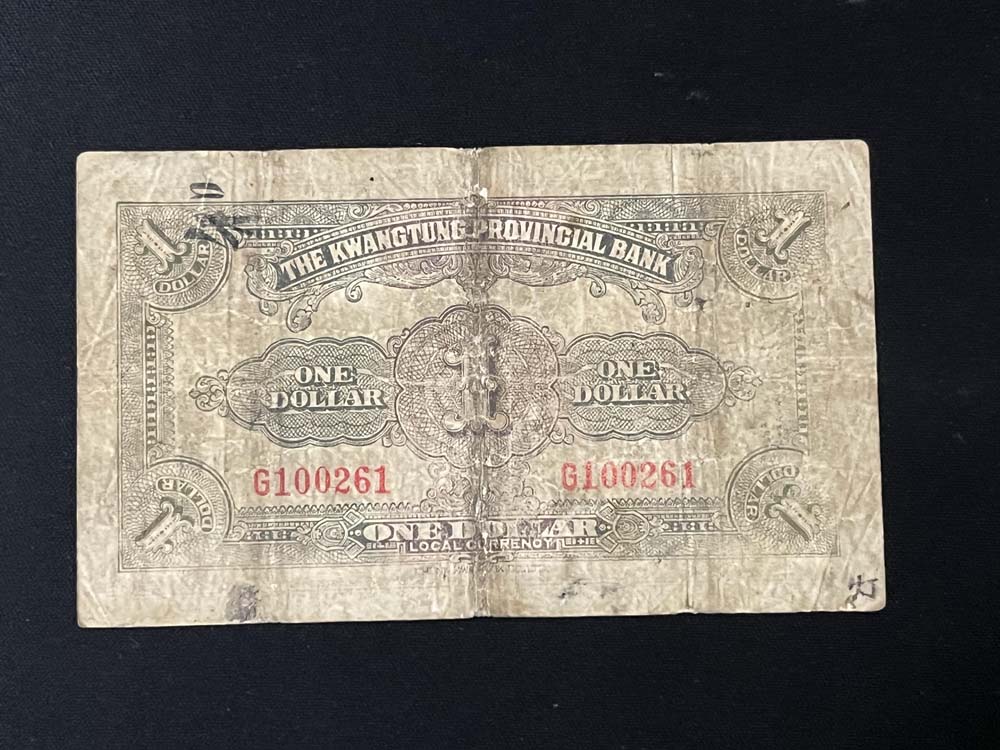 THE KWANGTUNG PROVINCIAL BANK
1 DOLLAR
1 DOLLAR
ONE DOLLAR
1
ONE DOLLAR
G100261
G100261
1 DOLLAR
ONE DOLLAR
1 DOLLAR
LOCAL CURRENCY